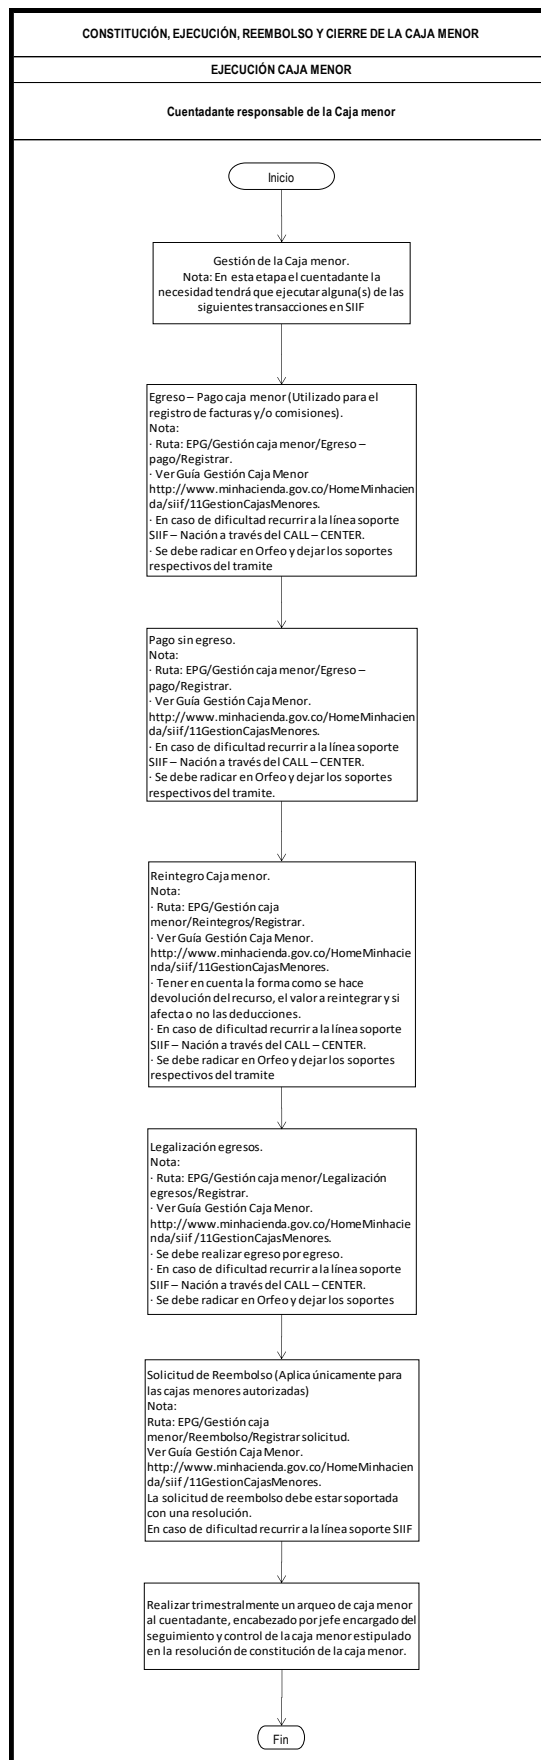 CONSTITUCIÓN, EJECUCIÓN, REEMBOLSO Y CIERRE DE LA CAJA MENOR
EJECUCIÓN CAJA MENOR
Cuentadante responsable de la Caja menor
Inicio
Gestión de la Caja menor.
Nota: En esta etapa el cuentadante la
necesidad tendrá que ejecutar alguna(s) de las
siguientes transacciones en SIIF
Egreso – Pago caja menor (Utilizado para el
registro de facturas y/o comisiones).
Nota:
· Ruta: EPG/Gestión caja menor/Egreso –
pago/Registrar.
· Ver Guía Gestión Caja Menor
http://www.minhacienda.gov.co/HomeMinhacien
da/siif/11GestionCajasMenores.
· En caso de dificultad recurrir a la línea soporte
SIIF – Nación a través del CALL – CENTER.
· Se debe radicar en Orfeo y dejar los soportes
respectivos del tramite
Pago sin egreso.
Nota:
· Ruta: EPG/Gestión caja menor/Egreso –
pago/Registrar.
· Ver Guía Gestión Caja Menor.
http://www.minhacienda.gov.co/HomeMinhacien
da/siif/11GestionCajasMenores.
· En caso de dificultad recurrir a la línea soporte
SIIF – Nación a través del CALL – CENTER.
· Se debe radicar en Orfeo y dejar los soportes
respectivos del tramite.
Reintegro Caja menor.
Nota:
· Ruta: EPG/Gestión caja
menor/Reintegros/Registrar.
· Ver Guía Gestión Caja Menor.
http://www.minhacienda.gov.co/HomeMinhacie
nda/siif/11GestionCajasMenores.
· Tener en cuenta la forma como se hace
devolución del recurso, el valor a reintegrar y si
afecta o no las deducciones.
· En caso de dificultad recurrir a la línea soporte
SIIF – Nación a través del CALL – CENTER.
· Se debe radicar en Orfeo y dejar los soportes
respectivos del tramite
Legalización egresos.
Nota:
· Ruta: EPG/Gestión caja menor/Legalización
egresos/Registrar.
· Ver Guía Gestión Caja Menor.
http://www.minhacienda.gov.co/HomeMinhacie
nda/siif/11GestionCajasMenores.
· Se debe realizar egreso por egreso.
· En caso de dificultad recurrir a la línea soporte
SIIF – Nación a través del CALL – CENTER.
· Se debe radicar en Orfeo y dejar los soportes
Solicitud de Reembolso (Aplica únicamente para
las cajas menores autorizadas)
Nota:
Ruta: EPG/Gestión caja
menor/Reembolso/Registrar solicitud.
Ver Guía Gestión Caja Menor.
http://www.minhacienda.gov.co/HomeMinhacien
da/siif/11GestionCajasMenores.
La solicitud de reembolso debe estar soportada
con una resolución.
En caso de dificultad recurrir a la línea soporte SIIF
Realizar trimestralmente un arqueo de caja menor
al cuentadante, encabezado por jefe encargado del
seguimiento y control de la caja menor estipulado
en la resolución de constitución de la caja menor.
Fin